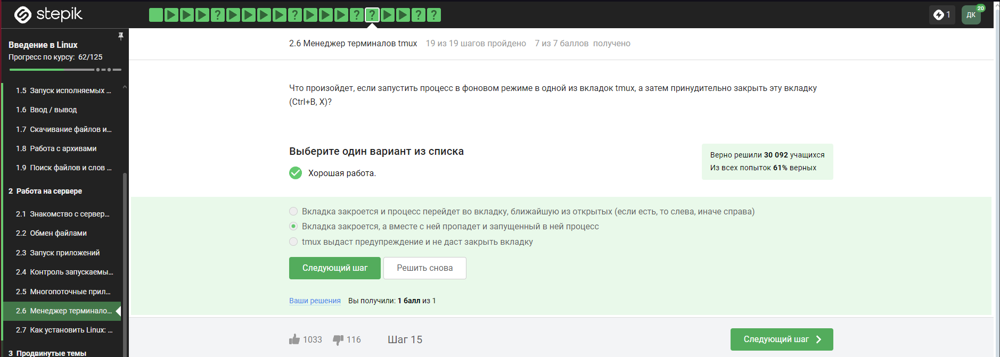 stepik
? ? ? ? ? ?
1
ДК
20
Введение в Linux
Прогресс по курсу: 62/125
1.5 Запуск исполняемых ...
1.6 Ввод / вывод
1.7 Скачивание файлов и...
1.8 Работа с архивами
1.9 Поиск файлов и слов ...
2 Работа на сервере
2.1 Знакомство с сервер...
2.2 Обмен файлами
2.3 Запуск приложений
2.4 Контроль запускаемы...
2.5 Многопоточные прил...
2.6 Менеджер терминало...
2.7 Как установить Linux: ...
3 Продвинутые темы
2.6 Менеджер терминалов tmux 19 из 19 шагов пройдено 7 из 7 баллов получено
Что произойдет, если запустить процесс в фоновом режиме в одной из вкладок tmux, а затем принудительно закрыть эту вкладку
(Ctrl+B, X)?
Выберите один вариант из списка
Хорошая работа.
Верно решили 30 092 учащихся
Из всех попыток 61% верных
Вкладка закроется и процесс перейдет во вкладку, ближайшую из открытых (если есть, то слева, иначе справа)
Вкладка закроется, а вместе с ней пропадет и запущенный в ней процесс
tmux выдаст предупреждение и не даст закрыть вкладку
Следующий шаг
Решить снова
Ваши решения Вы получили: 1 балл из 1
1033 116 Шаг 15
Следующий шаг